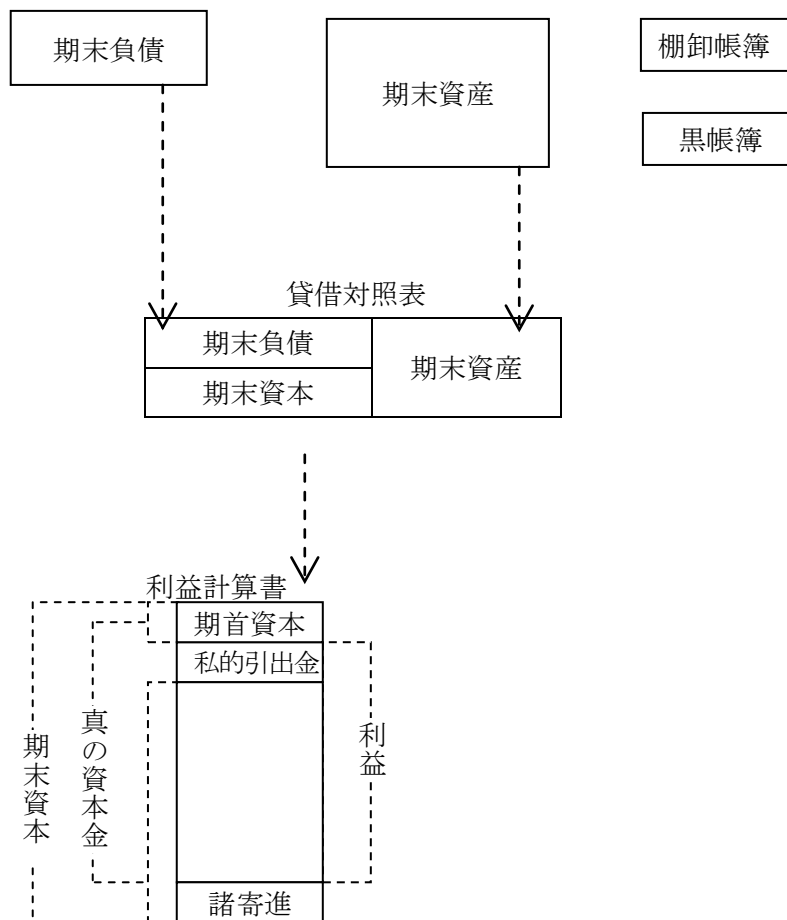 期末負債
期末資産
棚卸帳簿
黒帳簿
貸借対照表
期末負債
期末資産
期末資本
利益計算書
期首資本
私的引出金
期末資本
真の資本金
利益
諸寄進